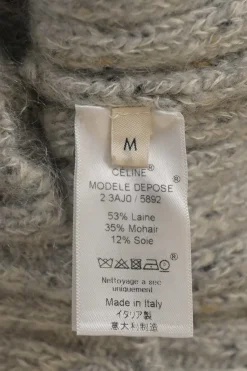 M
CELINE®
MODELE DEPOSE®
2 3AJ0 / 5892
53% Laine
35% Mohair
12% Soie
®
Nettoyage a sec
uniquement
Made in Italy
イタリア製
意大利制造